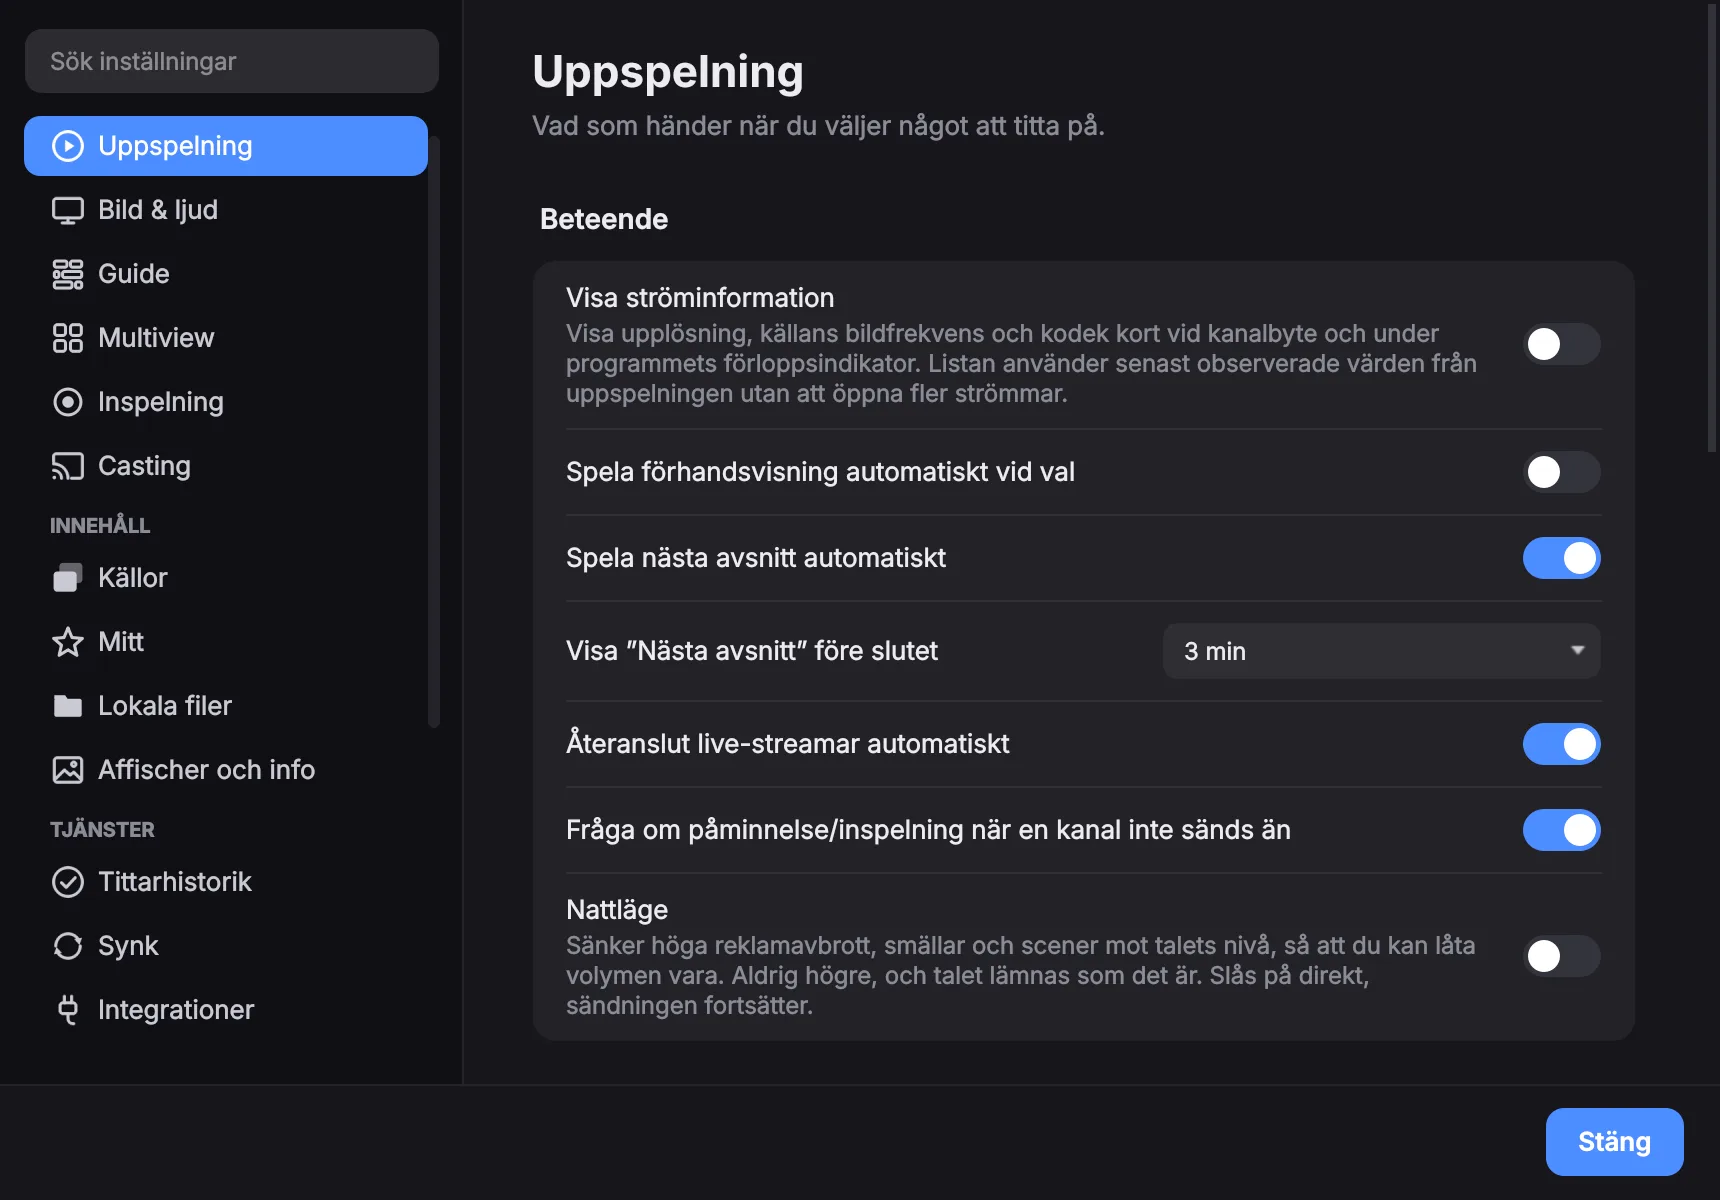 Sök inställningar
Uppspelning
Bild & ljud
Guide
Multiview
Inspelning
Casting
INNEHÅLL
Källor
Mitt
Lokala filer
Affischer och info
TJÄNSTER
Tittarhistorik
Synk
Integrationer
Uppspelning
Vad som händer när du väljer något att titta på.
Beteende
Visa ströminformation
Visa upplösning, källans bildfrekvens och kodek kort vid kanalbyte och under
programmets förloppsindikator. Listan använder senast observerade värden från
uppspelningen utan att öppna fler strömmar.
Spela förhandsvisning automatiskt vid val
Spela nästa avsnitt automatiskt
Visa ”Nästa avsnitt” före slutet
3 min
Återanslut live-streamar automatiskt
Fråga om påminnelse/inspelning när en kanal inte sänds än
Nattläge
Sänker höga reklamavbrott, smällar och scener mot talets nivå, så att du kan låta
volymen vara. Aldrig högre, och talet lämnas som det är. Slås på direkt,
sändningen fortsätter.
Stäng